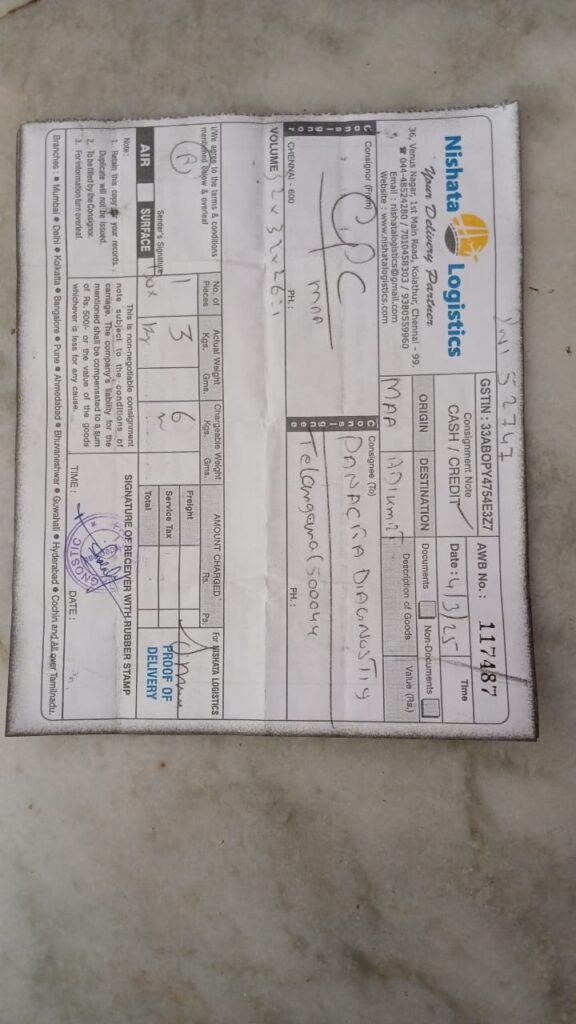 Nishata Logistics
Your Delivery Partner
36, Venus Nagar, 1st Main Road, Kolathur, Chennai - 99.
☎ 044-48524280 / 7010458303 / 9380559960
Email : nishatalogistics@gmail.com
Website : www.nishatalogistics.com
GSTIN : 33ABOPY4754E3Z7
Consignment Note
CASH / CREDIT
AWB No.: 117487
Date : 4/3/25
Time
ORIGIN
DESTINATION
MAA
Documents
Non-Documents
Description of Goods
Value (Rs.)
Consignor (From)
CPC
MAA
CHENNAI - 600
PH.:
Consignee (To)
PANACEA DIAGNOSTIC
Telangana (500044
PH.:
VOLUME
I/We agree to the terms & conditions
mentioned below & overleaf
Sender's Signature
AIR
SURFACE
No. of Pieces
Actual Weight
Kgs. Gms.
Chargeable Weight
Kgs. Gms.
AMOUNT CHARGED
Rs. Ps.
1
3
6
Freight
Service Tax
Total
For NISHATA LOGISTICS
PROOF OF
DELIVERY
Note :
1. Retain this copy for your records.
Duplicate will not be issued.
2. To be filled by the Consignor.
3. For information turn overleaf.
This is non-negotiable consignment
note subject to the conditions of
carriage. The company's liability for the
mentioned shall be compensated to a sum
of Rs. 5000/- or the value of the goods
whichever is less for any cause.
SIGNATURE OF RECEIVER WITH RUBBER STAMP
TIME :
DATE :
Branches : ● Mumbai ● Delhi ● Kolkatta ● Bangalore ● Pune ● Ahmedabad ● Bhuvaneshwar ● Guwahati ● Hyderabad ● Cochin and All over Tamilnadu.